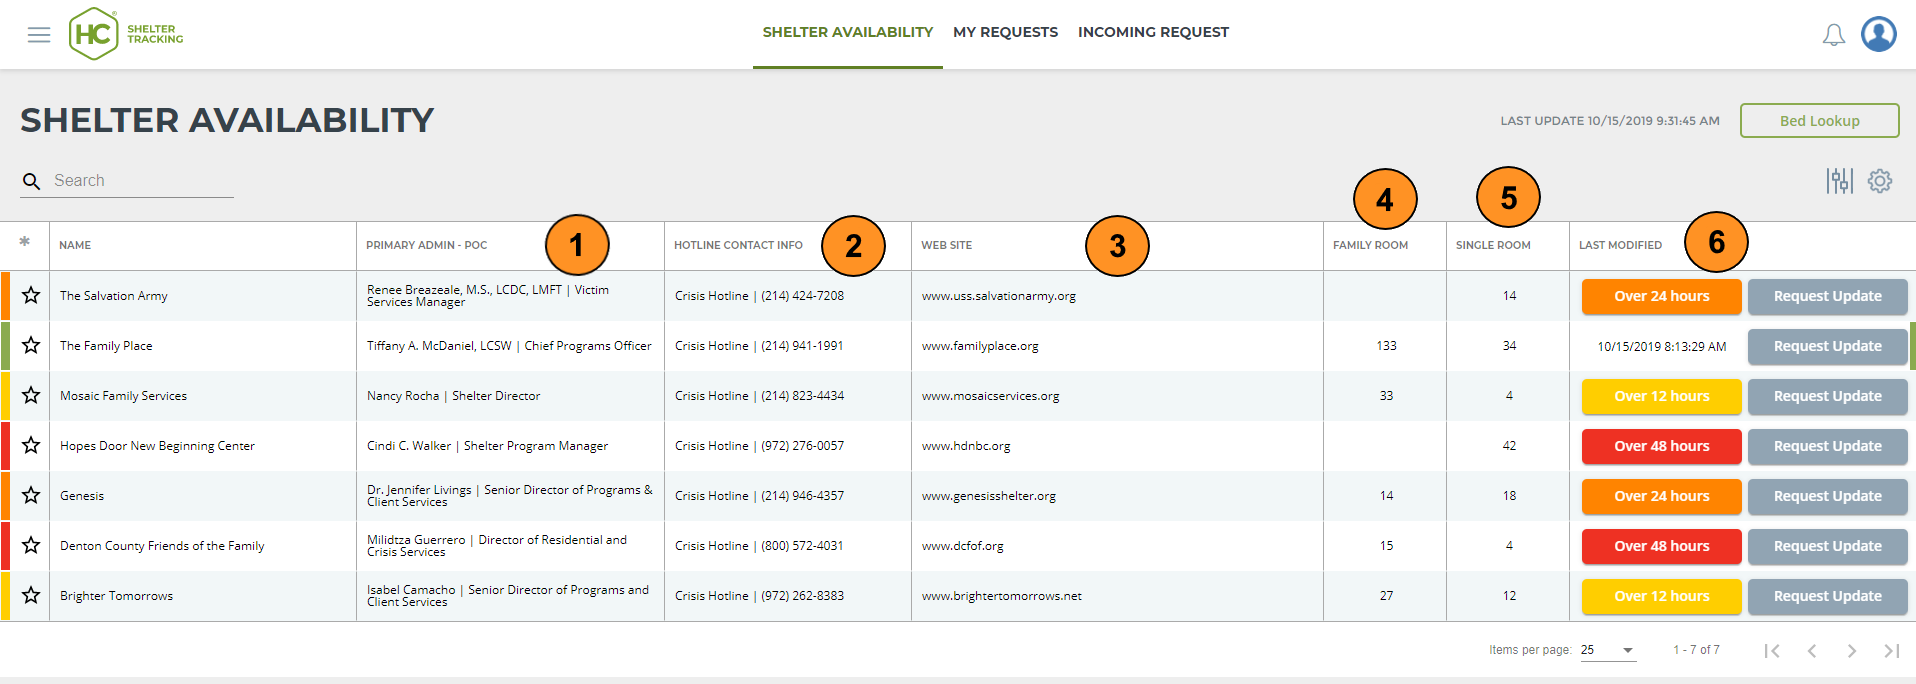 HC® SHELTER TRACKING
SHELTER AVAILABILITY MY REQUESTS INCOMING REQUEST
SHELTER AVAILABILITY
LAST UPDATE 10/15/2019 9:31:45 AM Bed Lookup
Search
4 5
* NAME PRIMARY ADMIN - POC 1 HOTLINE CONTACT INFO 2 WEB SITE 3 FAMILY ROOM SINGLE ROOM LAST MODIFIED 6
The Salvation Army Renee Breazeale, M.S., LCDC, LMFT | Victim Services Manager Crisis Hotline | (214) 424-7208 www.uss.salvationarmy.org 14 Over 24 hours Request Update
The Family Place Tiffany A. McDaniel, LCSW | Chief Programs Officer Crisis Hotline | (214) 941-1991 www.familyplace.org 133 34 10/15/2019 8:13:29 AM Request Update
Mosaic Family Services Nancy Rocha | Shelter Director Crisis Hotline | (214) 823-4434 www.mosaicservices.org 33 4 Over 12 hours Request Update
Hopes Door New Beginning Center Cindi C. Walker | Shelter Program Manager Crisis Hotline | (972) 276-0057 www.hdnbc.org 42 Over 48 hours Request Update
Genesis Dr. Jennifer Livings | Senior Director of Programs & Client Services Crisis Hotline | (214) 946-4357 www.genesisshelter.org 14 18 Over 24 hours Request Update
Denton County Friends of the Family Milidtza Guerrero | Director of Residential and Crisis Services Crisis Hotline | (800) 572-4031 www.dcfof.org 15 4 Over 48 hours Request Update
Brighter Tomorrows Isabel Camacho | Senior Director of Programs and Client Services Crisis Hotline | (972) 262-8383 www.brightertomorrows.net 27 12 Over 12 hours Request Update
Items per page: 25 1 - 7 of 7